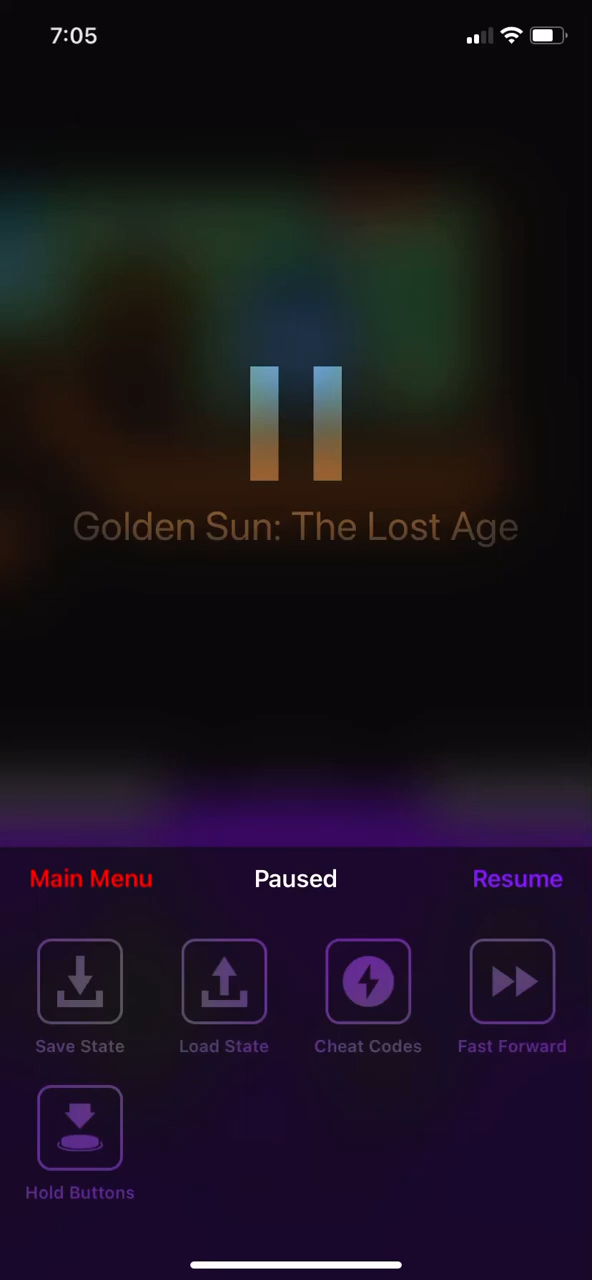 7:05
Golden Sun: The Lost Age
Main Menu Paused Resume
Save State Load State Cheat Codes Fast Forward
Hold Buttons